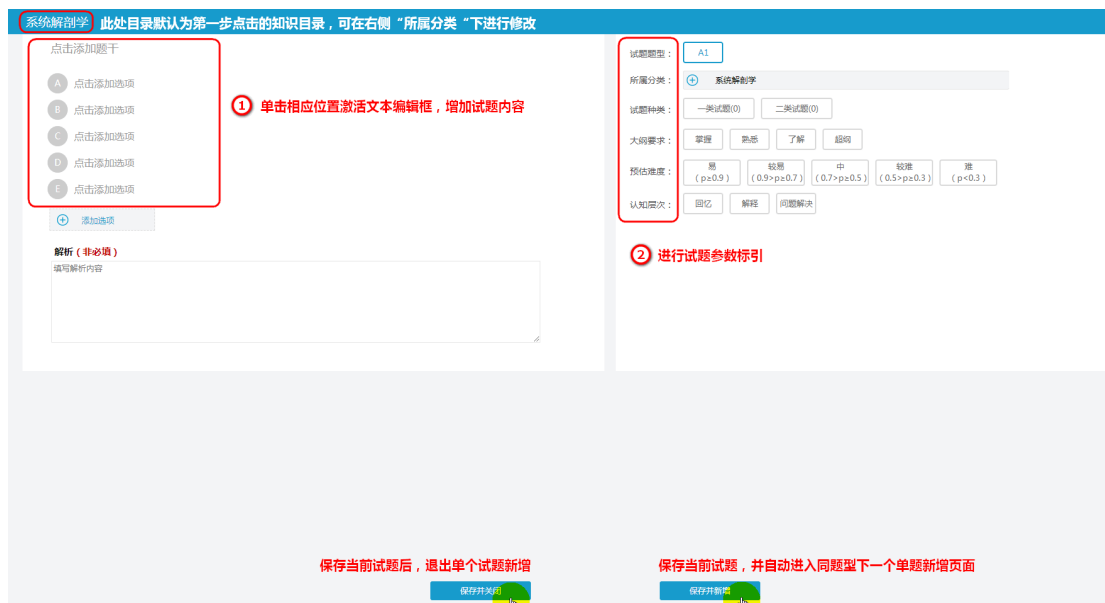 系统解剖学 此处目录默认为第一步点击的知识目录，可在右侧“所属分类“下进行修改
点击添加题干
A 点击添加选项
B 点击添加选项
C 点击添加选项
D 点击添加选项
E 点击添加选项
① 单击相应位置激活文本编辑框，增加试题内容
添加选项
解析（非必填）
填写解析内容
试题题型： A1
所属分类： 系统解剖学
试题种类： 一类试题(0) 二类试题(0)
大纲要求： 掌握 熟悉 了解 超纲
预估难度： 易 较易 中 较难 难
（p≥0.9） （0.9>p≥0.7） （0.7>p≥0.5） （0.5>p≥0.3） （p<0.3）
认知层次： 回忆 解释 问题解决
② 进行试题参数标引
保存当前试题后，退出单个试题新增
保存并关闭
保存当前试题，并自动进入同题型下一个单题新增页面
保存并新增